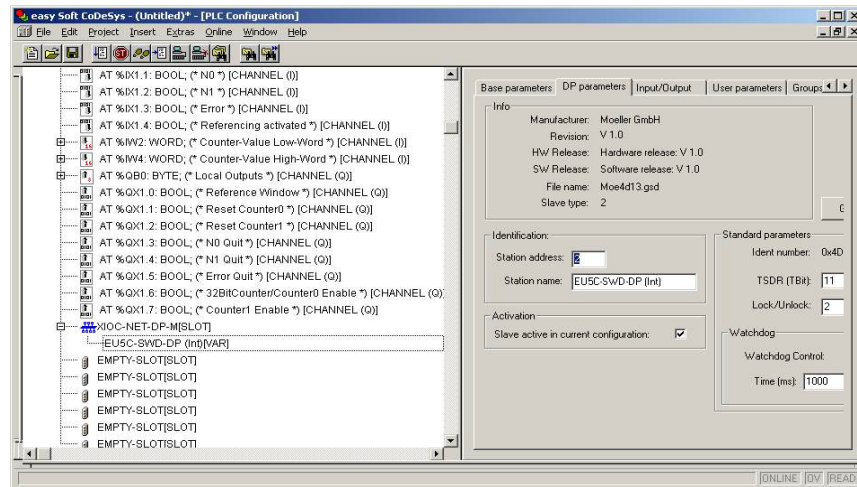 easy Soft CoDeSys - (Untitled)* - [PLC Configuration]
File Edit Project Insert Extras Online Window Help
AT %IX1.1: BOOL; (* N0 *) [CHANNEL (I)]
AT %IX1.2: BOOL; (* N1 *) [CHANNEL (I)]
AT %IX1.3: BOOL; (* Error *) [CHANNEL (I)]
AT %IX1.4: BOOL; (* Referencing activated *) [CHANNEL (I)]
AT %IW2: WORD; (* Counter-Value Low-Word *) [CHANNEL (I)]
AT %IW4: WORD; (* Counter-Value High-Word *) [CHANNEL (I)]
AT %QB0: BYTE; (* Local Outputs *) [CHANNEL (Q)]
AT %QX1.0: BOOL; (* Reference Window *) [CHANNEL (Q)]
AT %QX1.1: BOOL; (* Reset Counter0 *) [CHANNEL (Q)]
AT %QX1.2: BOOL; (* Reset Counter1 *) [CHANNEL (Q)]
AT %QX1.3: BOOL; (* N0 Quit *) [CHANNEL (Q)]
AT %QX1.4: BOOL; (* N1 Quit *) [CHANNEL (Q)]
AT %QX1.5: BOOL; (* Error Quit *) [CHANNEL (Q)]
AT %QX1.6: BOOL; (* 32BitCounter/Counter0 Enable *) [CHANNEL (Q)
AT %QX1.7: BOOL; (* Counter1 Enable *) [CHANNEL (Q)]
XIOC-NET-DP-M[SLOT]
EU5C-SWD-DP (Int)[VAR]
EMPTY-SLOT[SLOT]
EMPTY-SLOT[SLOT]
EMPTY-SLOT[SLOT]
EMPTY-SLOT[SLOT]
EMPTY-SLOT[SLOT]
EMPTY-SLOT[SLOT]
Base parameters DP parameters Input/Output User parameters Groups
Info
Manufacturer: Moeller GmbH
Revision: V 1.0
HW Release: Hardware release: V 1.0
SW Release: Software release: V 1.0
File name: Moe4d13.gsd
Slave type: 2
Identification:
Station address: 2
Station name: EU5C-SWD-DP (Int)
Activation
Slave active in current configuration:
Standard parameters
Ident number: 0x4D
TSDR (TBit): 11
Lock/Unlock: 2
Watchdog
Watchdog Control:
Time (ms): 1000
ONLINE OV READ